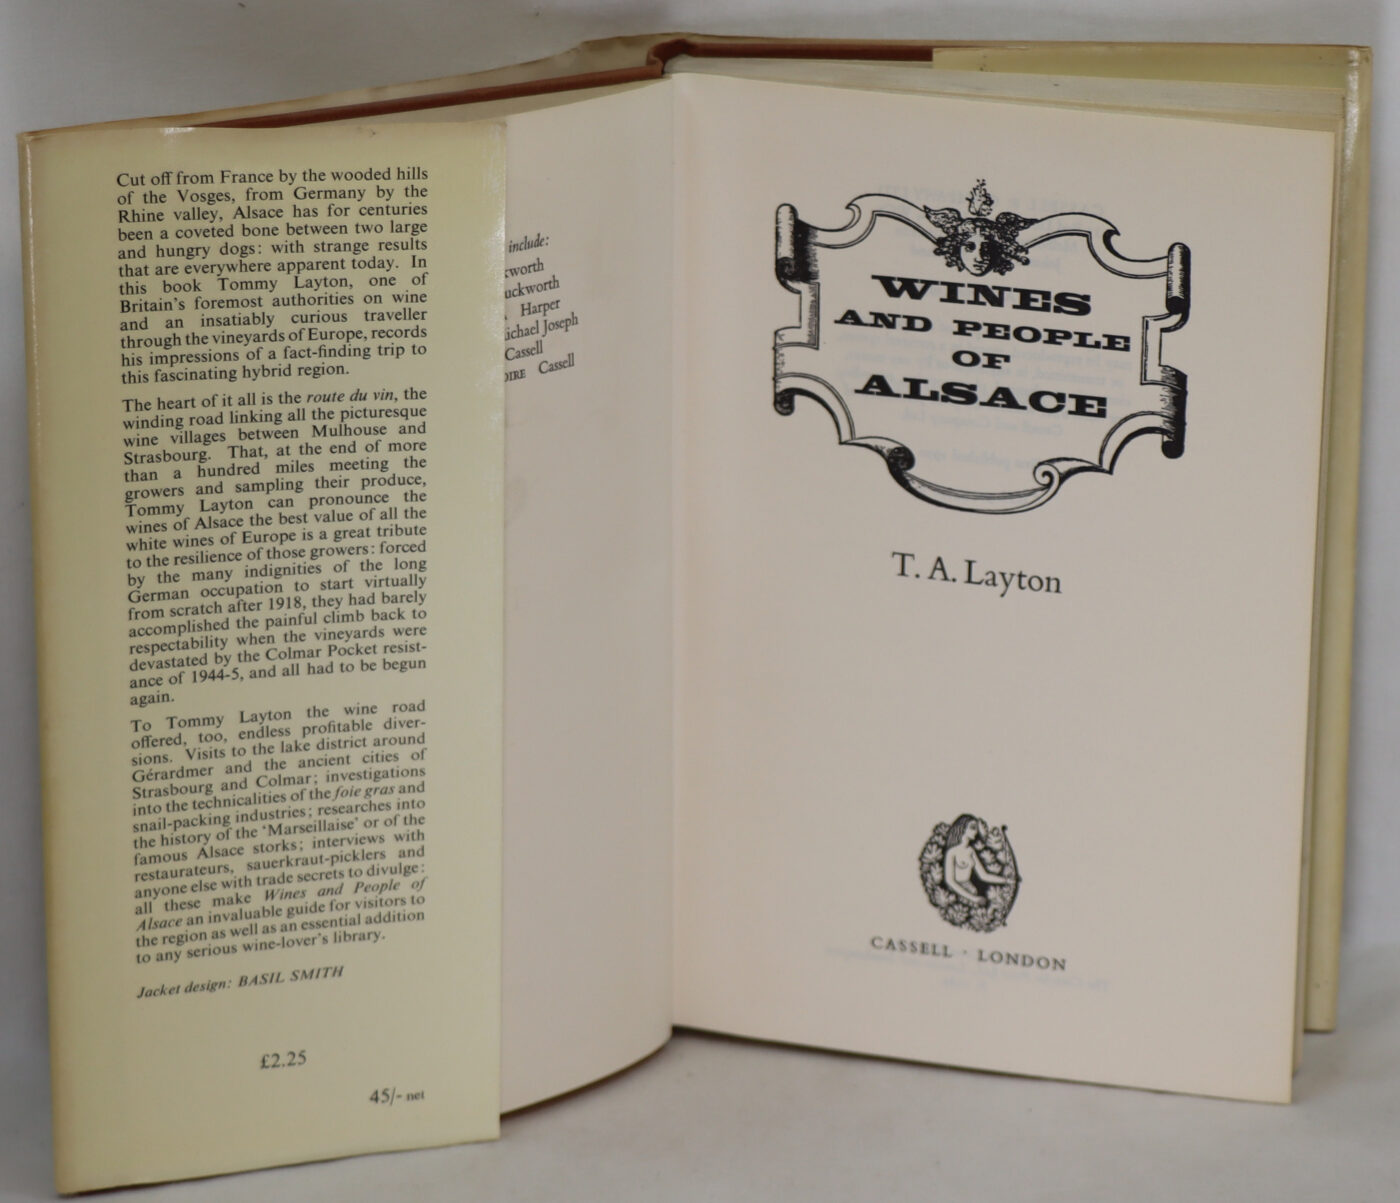 Cut off from France by the wooded hills
of the Vosges, from Germany by the
Rhine valley, Alsace has for centuries
been a coveted bone between two large
and hungry dogs: with strange results
that are everywhere apparent today. In
this book Tommy Layton, one of
Britain's foremost authorities on wine
and an insatiably curious traveller
through the vineyards of Europe, records
his impressions of a fact-finding trip to
this fascinating hybrid region.
The heart of it all is the route du vin, the
winding road linking all the picturesque
wine villages between Mulhouse and
Strasbourg. That, at the end of more
than a hundred miles meeting the
growers and sampling their produce,
Tommy Layton can pronounce the
wines of Alsace the best value of all the
white wines of Europe is a great tribute
to the resilience of those growers: forced
by the many indignities of the long
German occupation to start virtually
from scratch after 1918, they had barely
accomplished the painful climb back to
respectability when the vineyards were
devastated by the Colmar Pocket resist-
ance of 1944-5, and all had to be begun
again.
To Tommy Layton the wine road
offered, too, endless profitable diver-
sions. Visits to the lake district around
Gérardmer and the ancient cities of
Strasbourg and Colmar; investigations
into the technicalities of the foie gras and
snail-packing industries; researches into
the history of the 'Marseillaise' or of the
famous Alsace storks; interviews with
restaurateurs, sauerkraut-picklers and
anyone else with trade secrets to divulge:
all these make Wines and People of
Alsace an invaluable guide for visitors to
the region as well as an essential addition
to any serious wine-lover's library.
Jacket design: BASIL SMITH
£2.25
45/- net
include:
Harper
Michael Joseph
Cassell
Cassell
WINES
AND PEOPLE
OF
ALSACE
T. A. Layton
CASSELL · LONDON